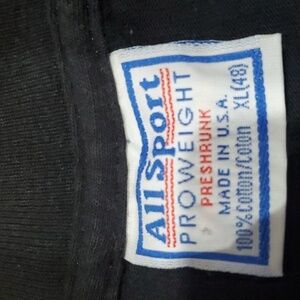 All Sport
PROWEIGHT
PRESHRUNK
MADE IN U.S.A.
100% Cotton/Coton XL(48)